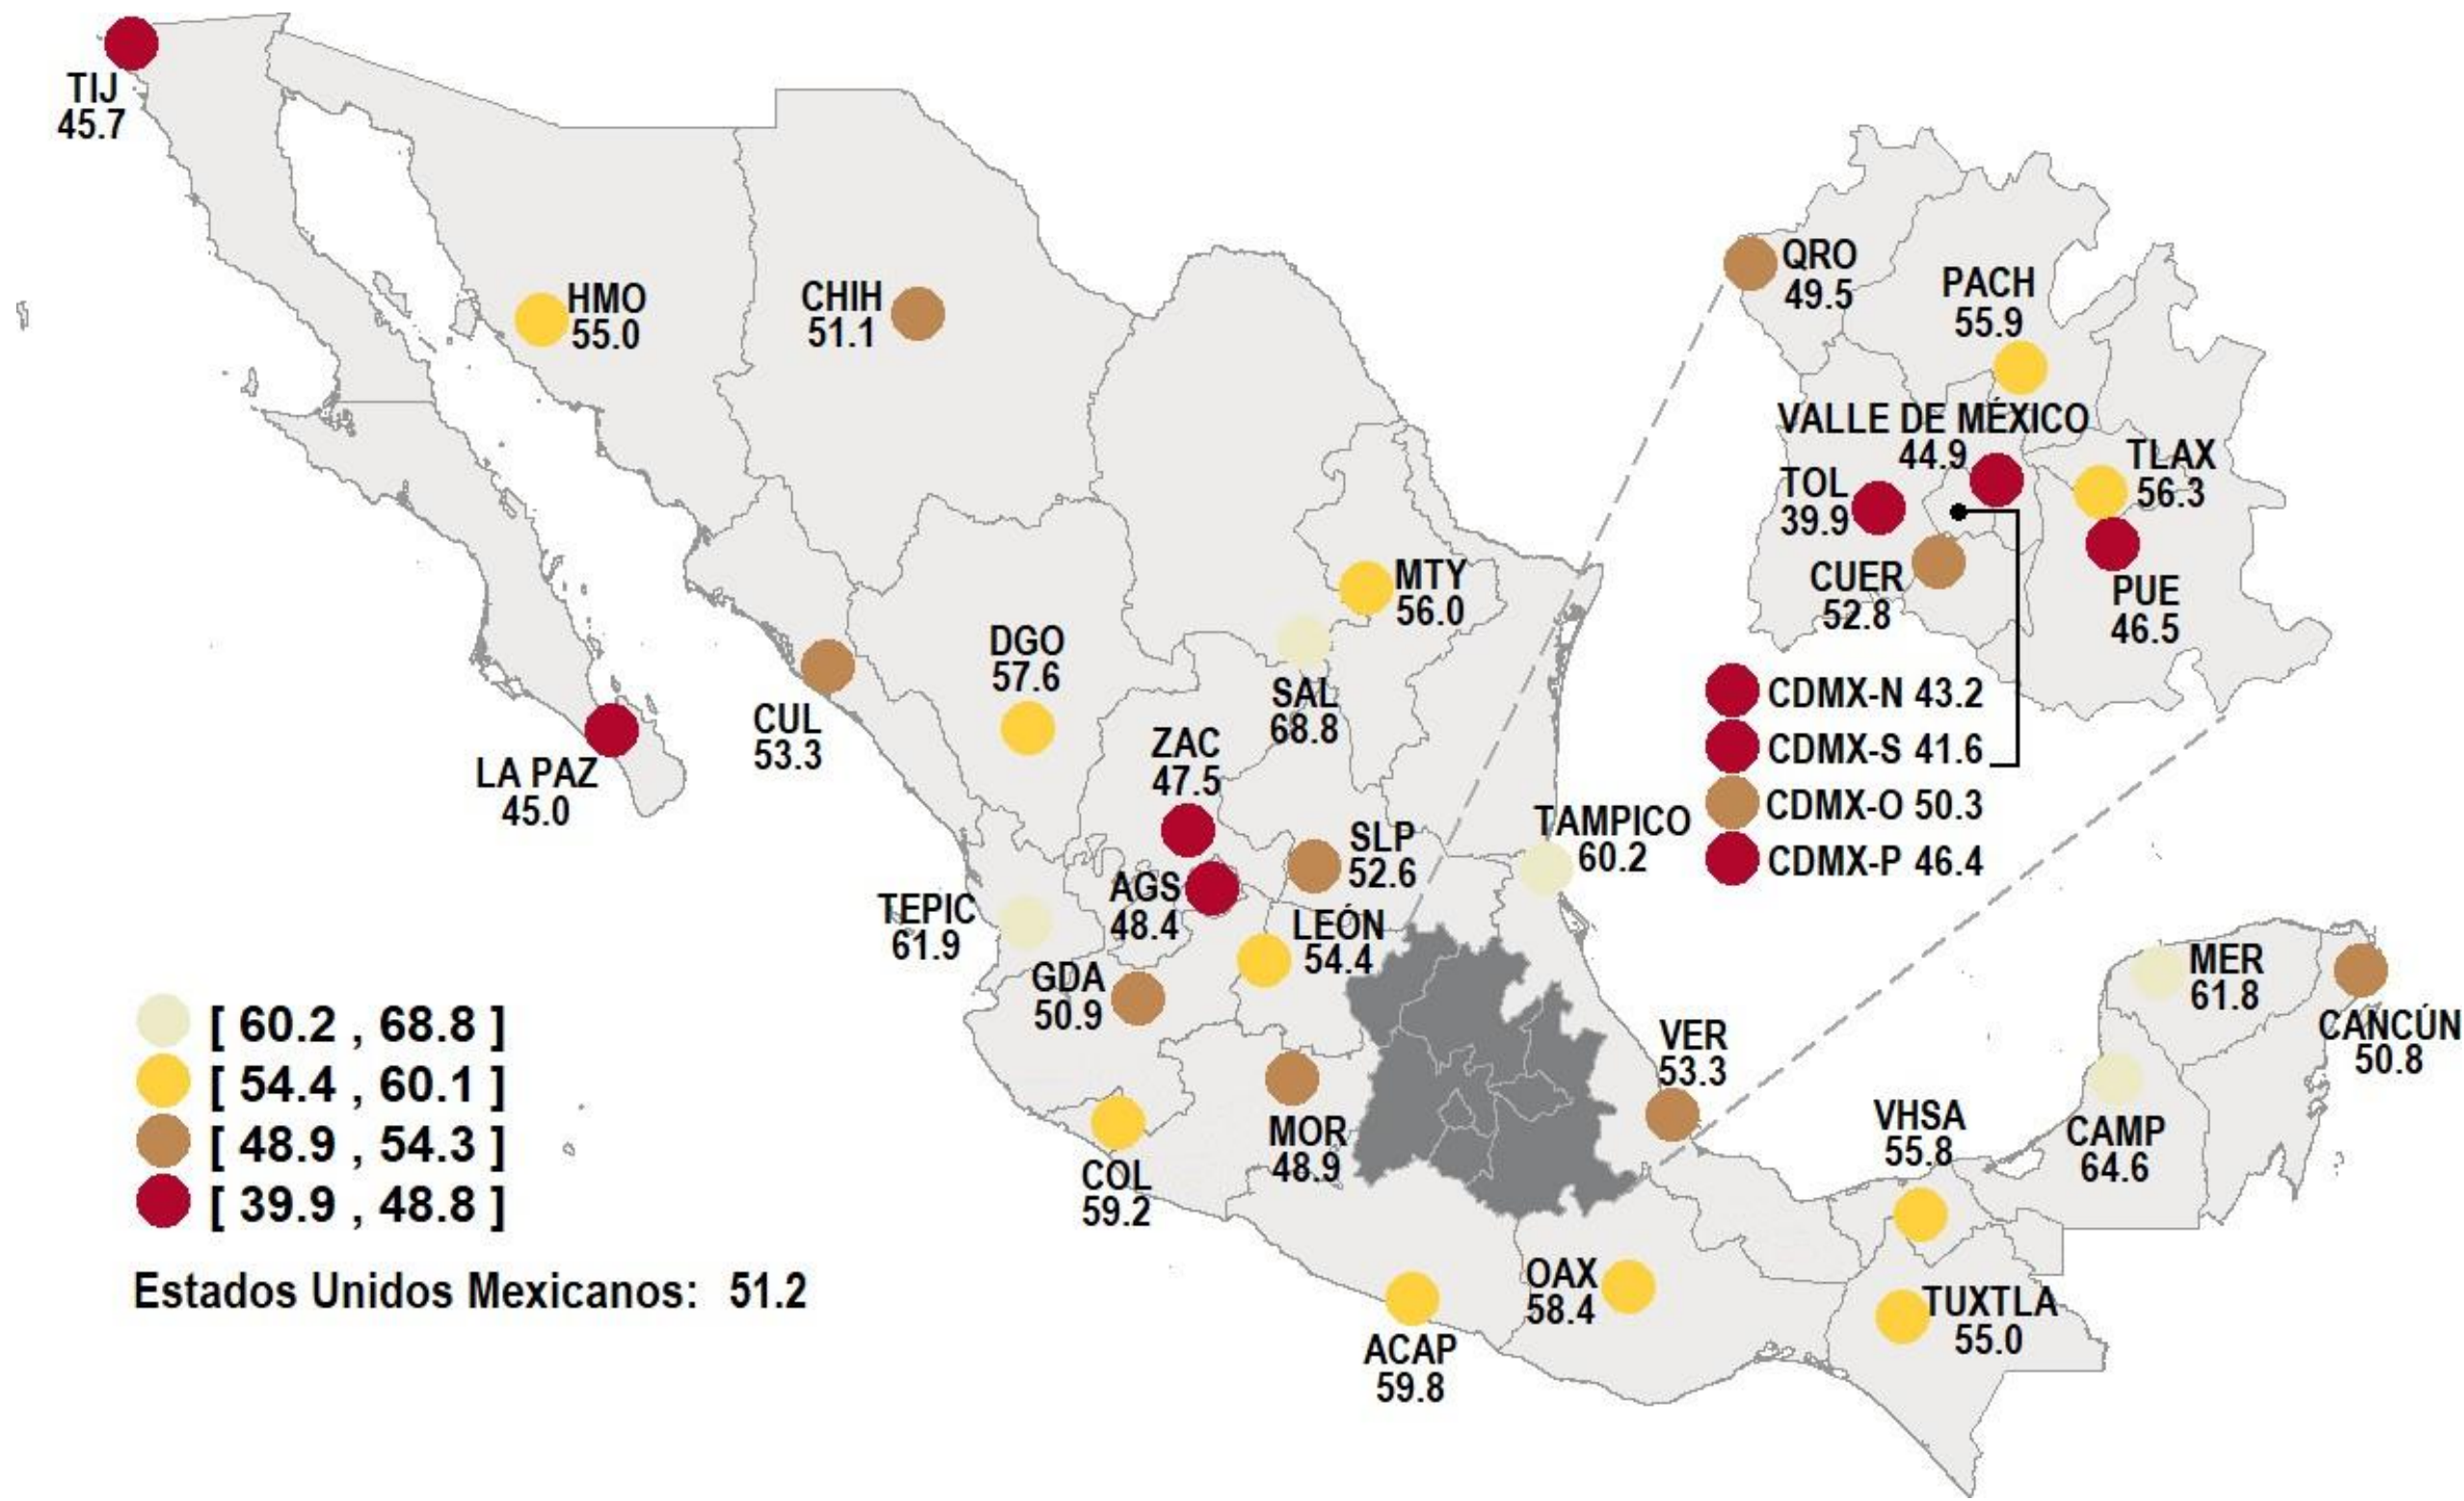 TIJ
45.7
HMO
55.0
CHIH
51.1
QRO
49.5
PACH
55.9
VALLE DE MÉXICO
44.9
TOL
39.9
TLAX
56.3
CUER
52.8
PUE
46.5
CDMX-N 43.2
CDMX-S 41.6
CDMX-O 50.3
CDMX-P 46.4
MTY
56.0
SAL
68.8
DGO
57.6
CUL
53.3
LA PAZ
45.0
ZAC
47.5
SLP
52.6
TAMPICO
60.2
AGS
48.4
TEPIC
61.9
LEÓN
54.4
GDA
50.9
MER
61.8
CANCÚN
50.8
VER
53.3
MOR
48.9
COL
59.2
VHSA
55.8
CAMP
64.6
OAX
58.4
TUXTLA
55.0
ACAP
59.8
[ 60.2 , 68.8 ]
[ 54.4 , 60.1 ]
[ 48.9 , 54.3 ]
[ 39.9 , 48.8 ]
Estados Unidos Mexicanos: 51.2